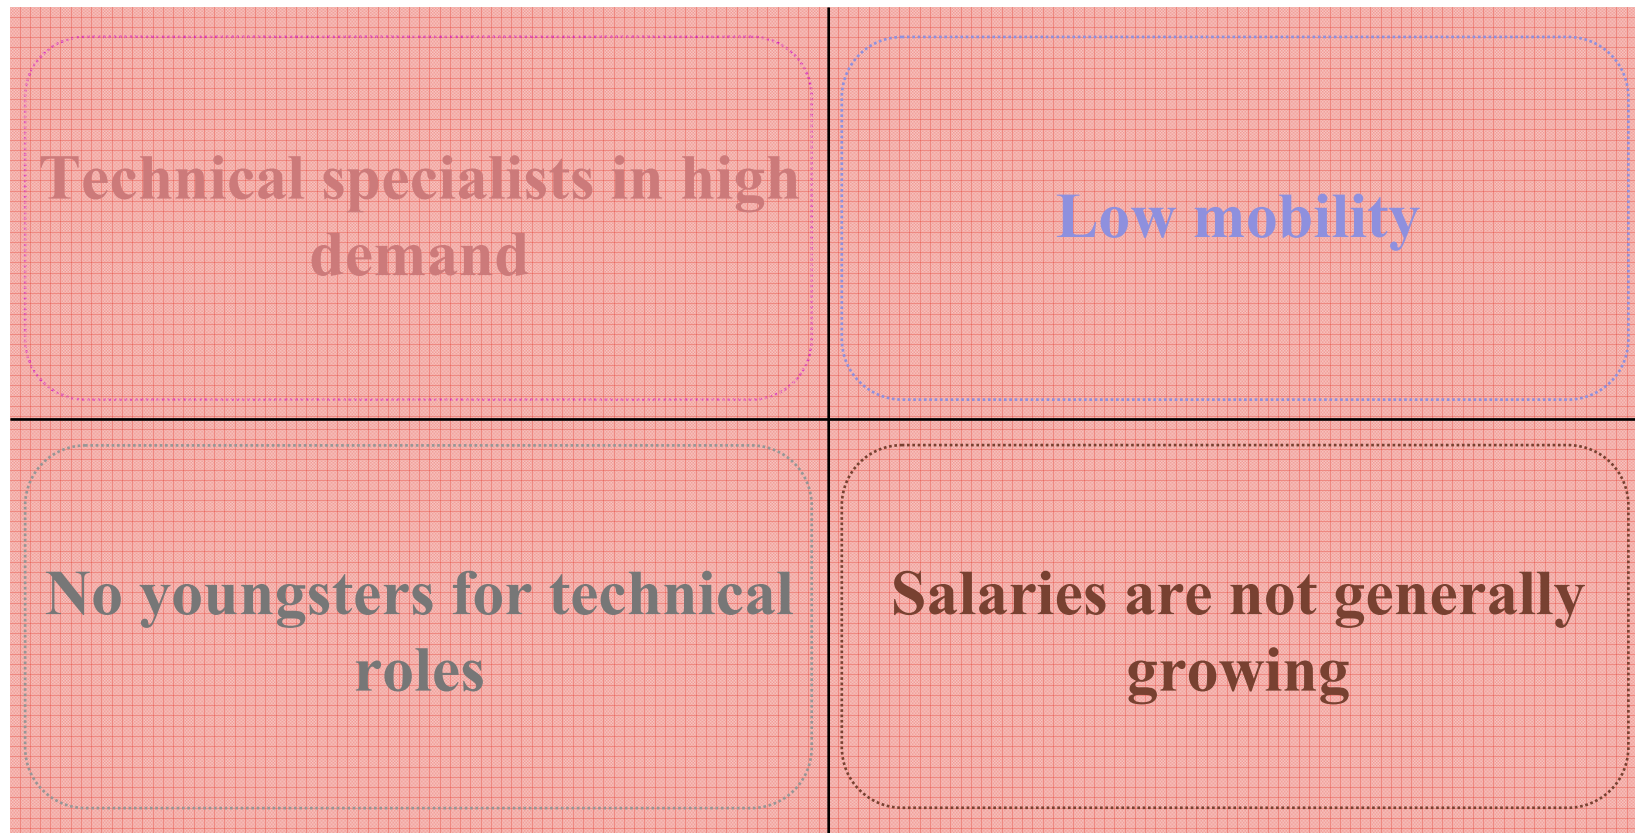 Technical specialists in high
demand
Low mobility
No youngsters for technical
roles
Salaries are not generally
growing